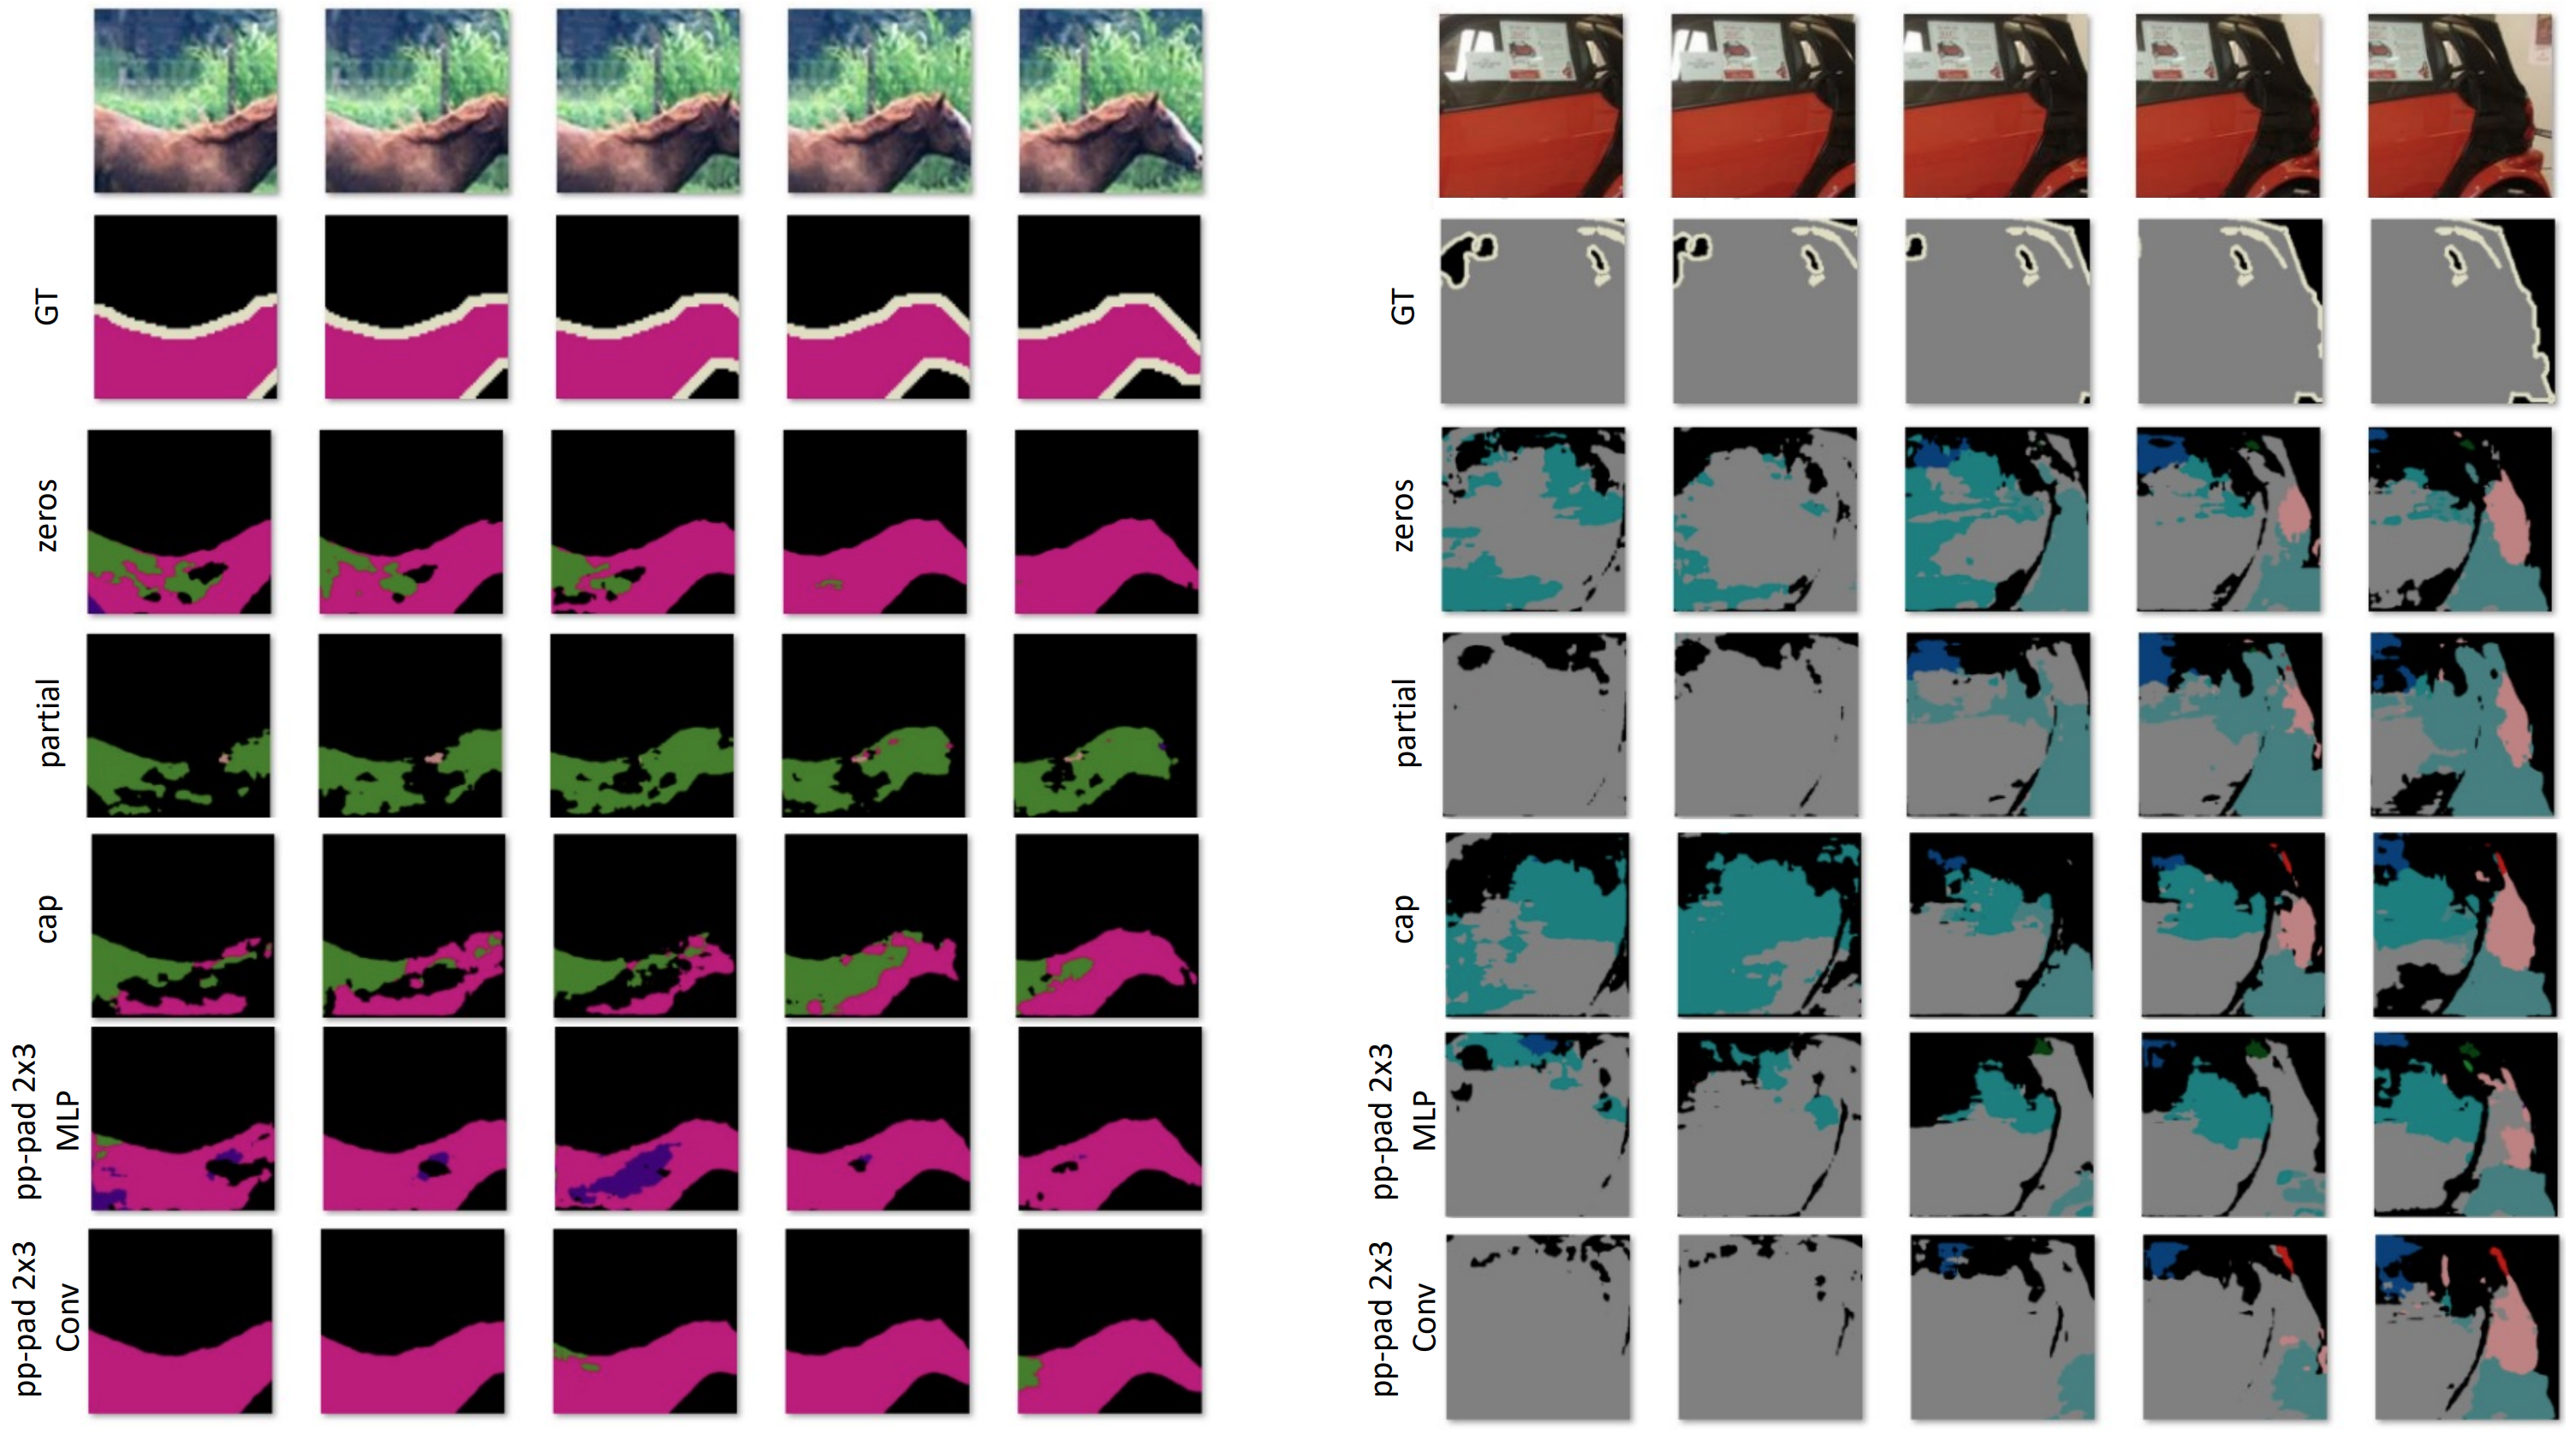 GT
zeros
partial
cap
pp-pad 2x3
MLP
pp-pad 2x3
Conv
GT
zeros
partial
cap
pp-pad 2x3
MLP
pp-pad 2x3
Conv